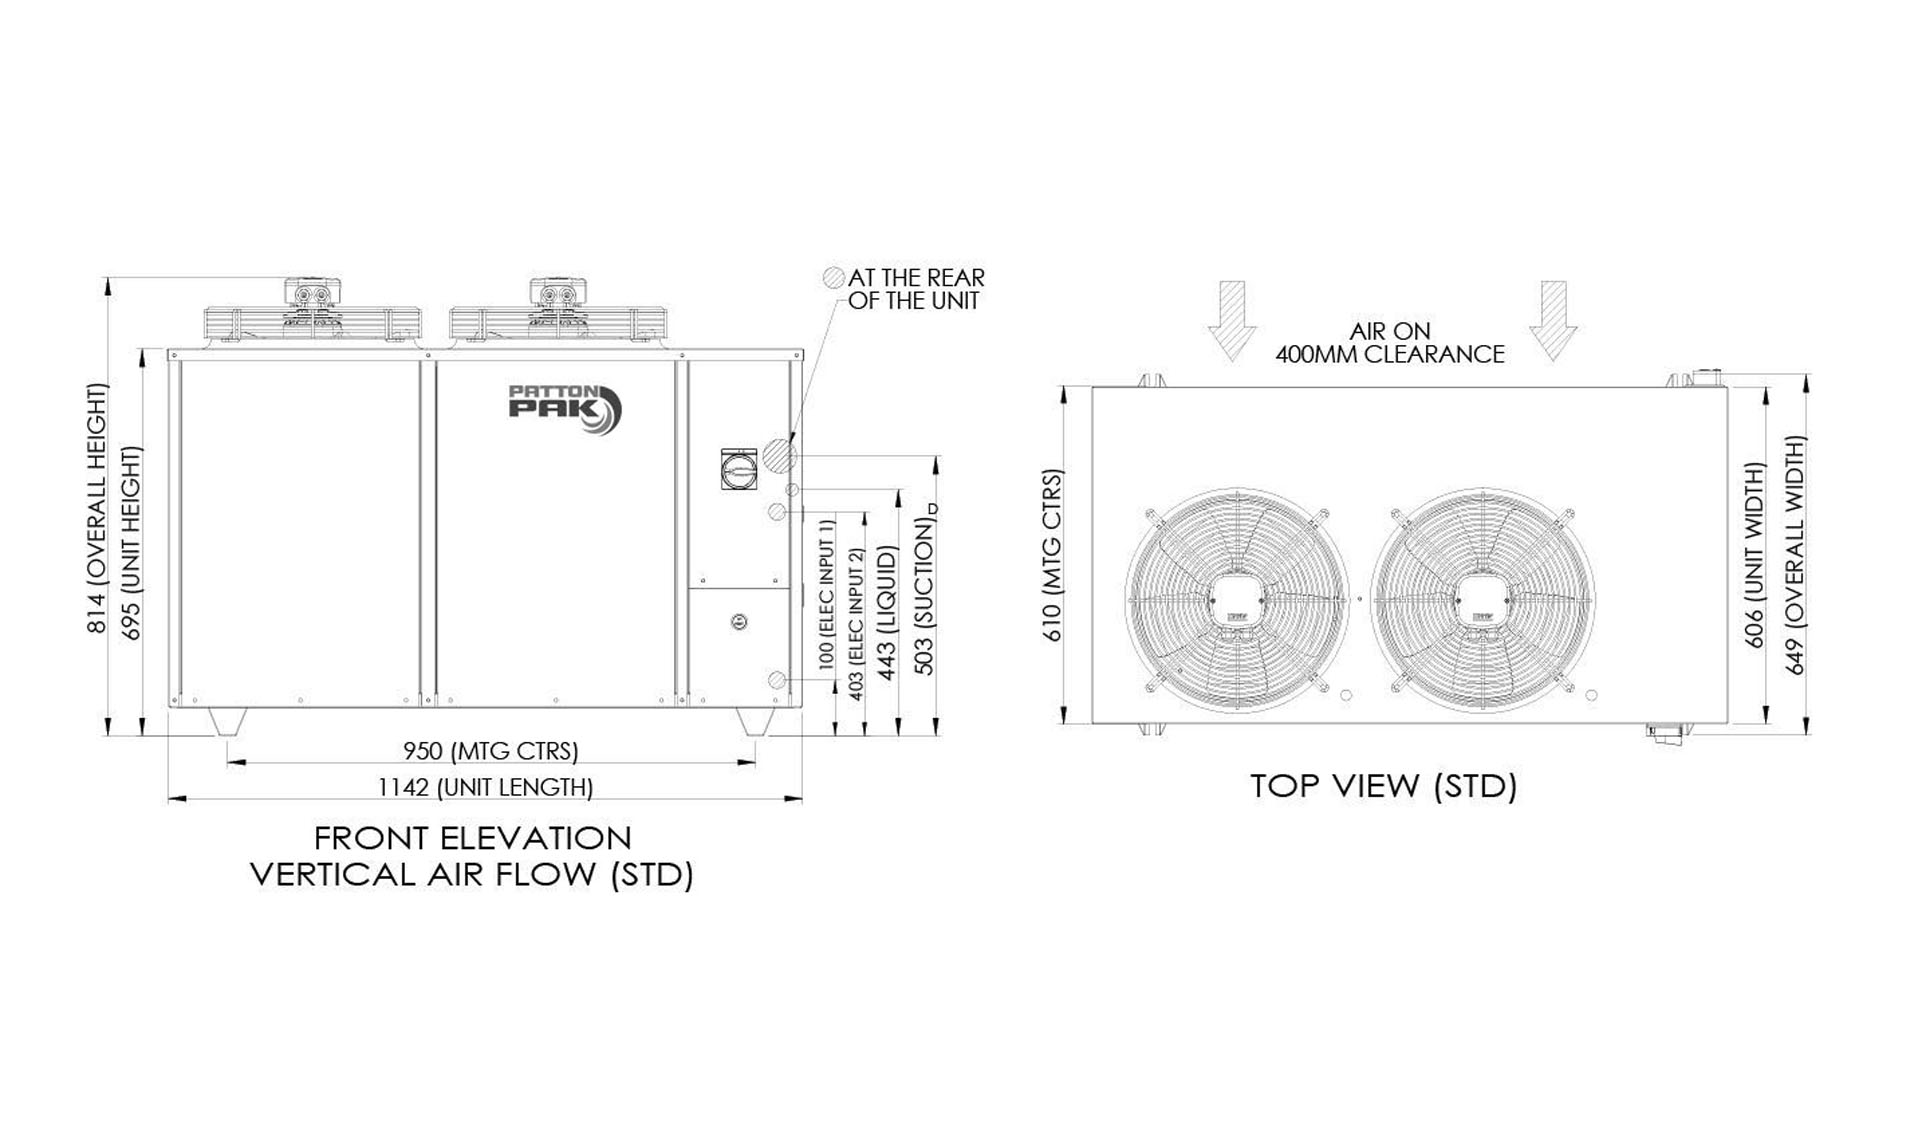 AT THE REAR
OF THE UNIT
814 (OVERALL HEIGHT)
695 (UNIT HEIGHT)
PATTON
PAK
100 (ELEC INPUT 1)
403 (ELEC INPUT 2)
443 (LIQUID)
503 (SUCTION)
D
950 (MTG CTRS)
1142 (UNIT LENGTH)
FRONT ELEVATION
VERTICAL AIR FLOW (STD)
AIR ON
400MM CLEARANCE
610 (MTG CTRS)
606 (UNIT WIDTH)
649 (OVERALL WIDTH)
TOP VIEW (STD)